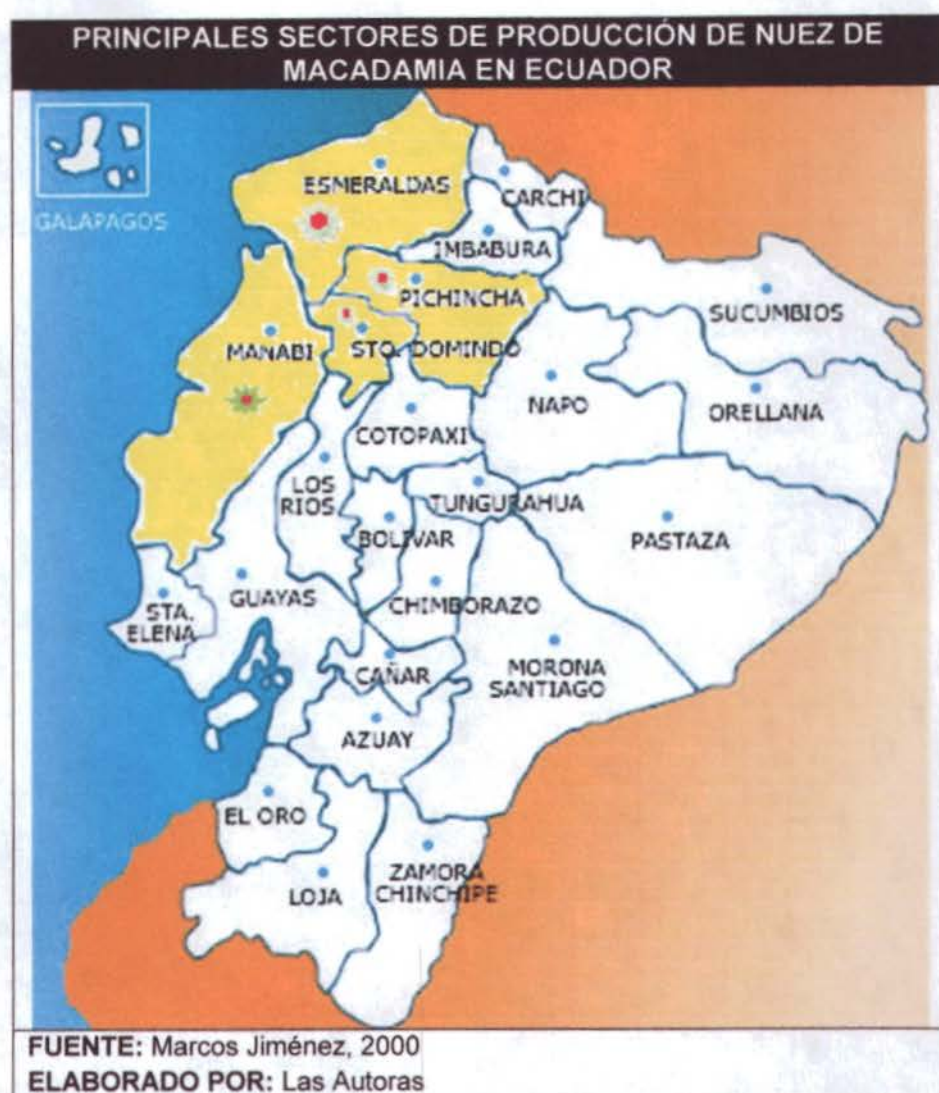 PRINCIPALES SECTORES DE PRODUCCIÓN DE NUEZ DE
MACADAMIA EN ECUADOR
GALAPAGOS
ESMERALDAS
CARCHI
IMBABURA
PICHINCHA
SUCUMBIOS
MANABI
STO. DOMINDO
NAPO
ORELLANA
COTOPAXI
LOS
RIOS
TUNGURAHUA
BOLIVAR
PASTAZA
GUAYAS
CHIMBORAZO
STA.
ELENA
CAÑAR
MORONA
SANTIAGO
AZUAY
EL ORO
ZAMORA
CHINCHIPE
LOJA
FUENTE: Marcos Jiménez, 2000
ELABORADO POR: Las Autoras